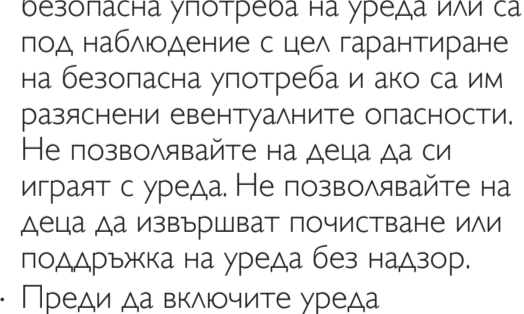 безопасна употреба на уреда или са
под наблюдение с цел гарантиране
на безопасна употреба и ако са им
разяснени евентуалните опасности.
Не позволявайте на деца да си
играят с уреда. Не позволявайте на
деца да извършват почистване или
поддръжка на уреда без надзор.
· Преди да включите уреда